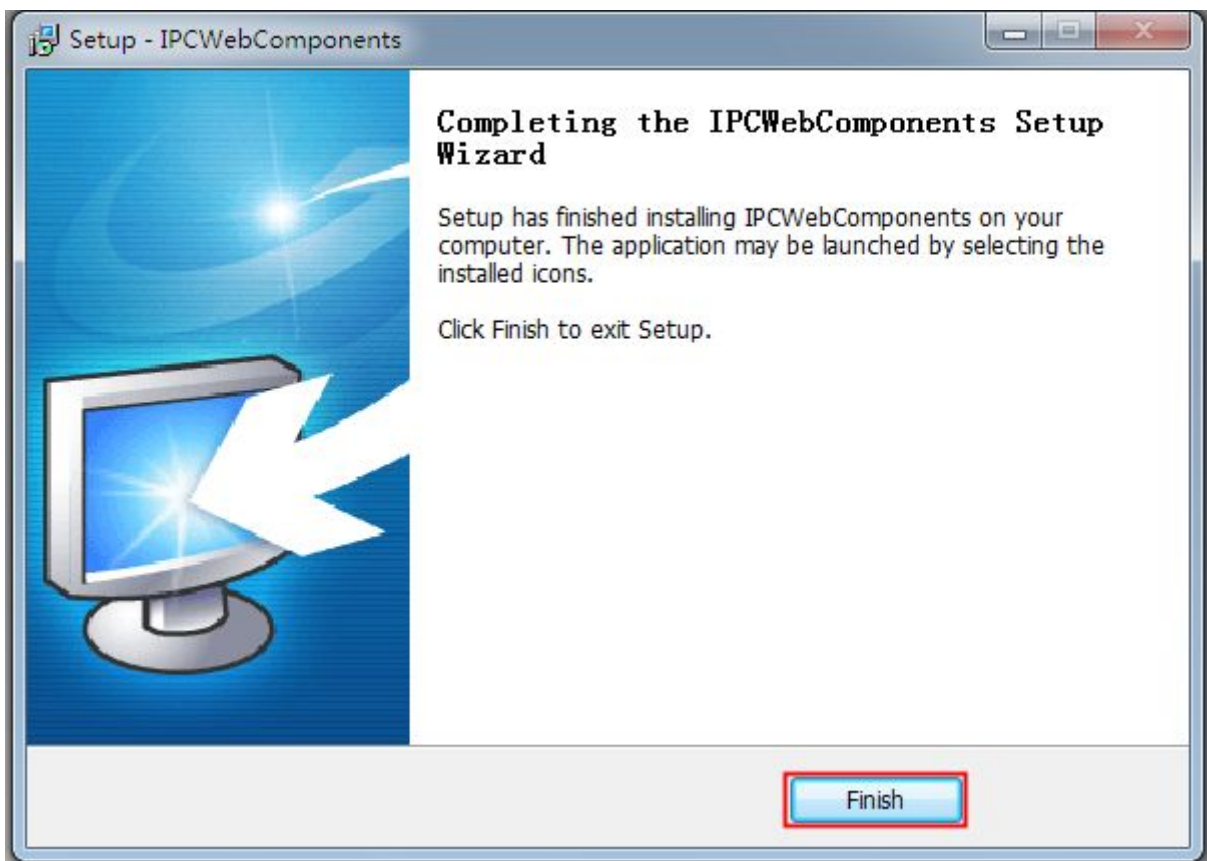 Setup - IPCWebComponents
Completing the IPCWebComponents Setup
Wizard
Setup has finished installing IPCWebComponents on your
computer. The application may be launched by selecting the
installed icons.
Click Finish to exit Setup.
Finish